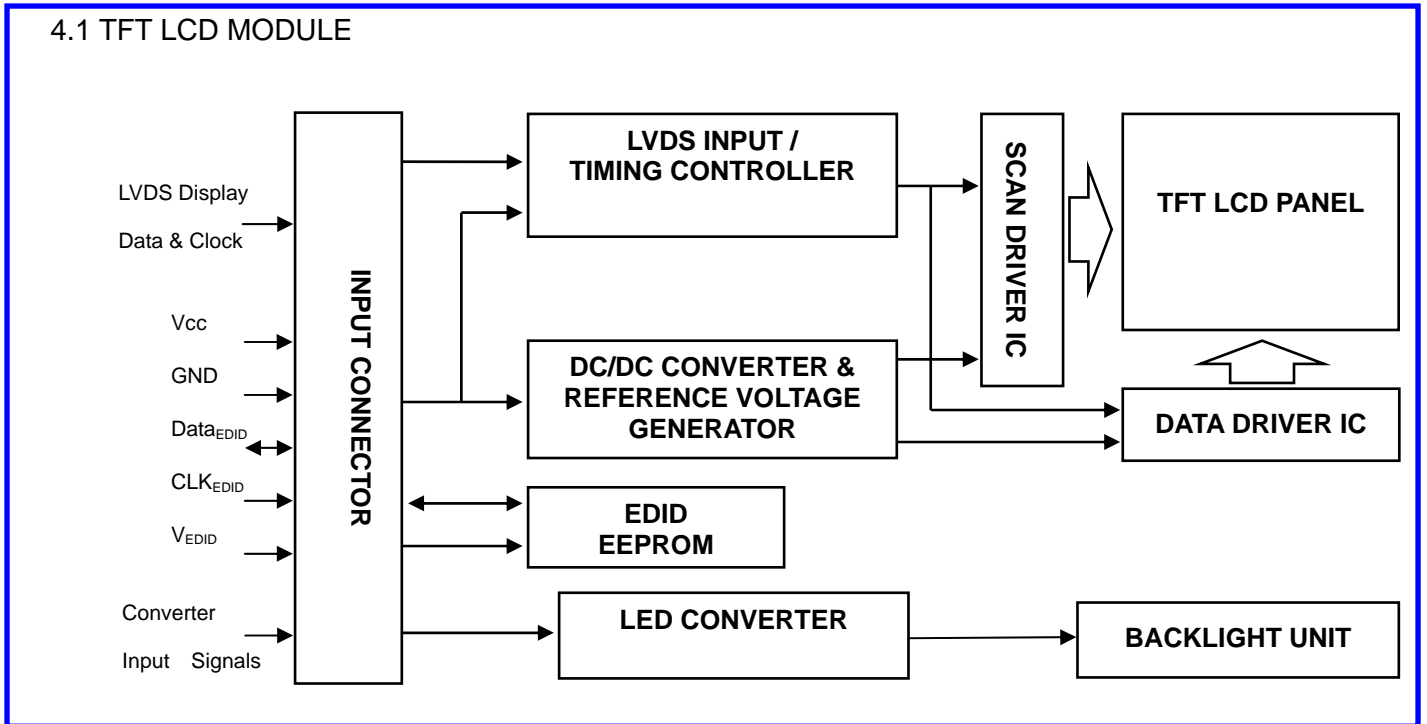 4.1 TFT LCD MODULE
LVDS Display
Data & Clock
Vcc
GND
DataEDID
CLKEDID
VEDID
Converter
Input Signals
INPUT CONNECTOR
LVDS INPUT /
TIMING CONTROLLER
DC/DC CONVERTER &
REFERENCE VOLTAGE
GENERATOR
EDID
EEPROM
LED CONVERTER
SCAN DRIVER IC
TFT LCD PANEL
DATA DRIVER IC
BACKLIGHT UNIT